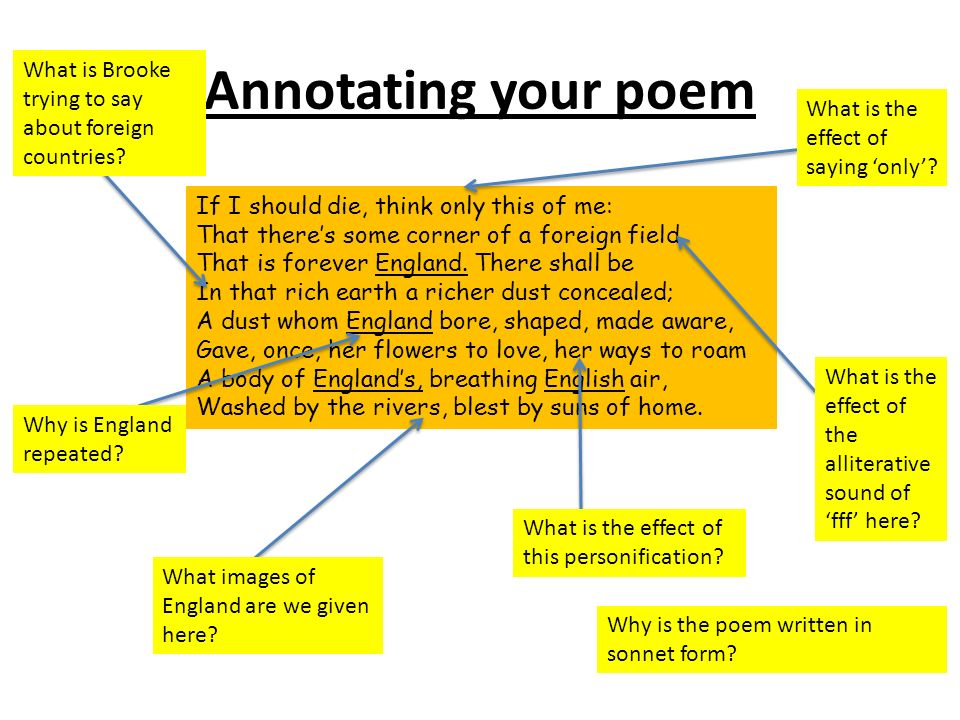 Annotating your poem
What is Brooke
trying to say
about foreign
countries?
What is the
effect of
saying ‘only’?
If I should die, think only this of me:
That there’s some corner of a foreign field
That is forever England. There shall be
In that rich earth a richer dust concealed;
A dust whom England bore, shaped, made aware,
Gave, once, her flowers to love, her ways to roam
A body of England’s, breathing English air,
Washed by the rivers, blest by suns of home.
What is the
effect of
the
alliterative
sound of
‘fff’ here?
Why is England
repeated?
What is the effect of
this personification?
What images of
England are we given
here?
Why is the poem written in
sonnet form?